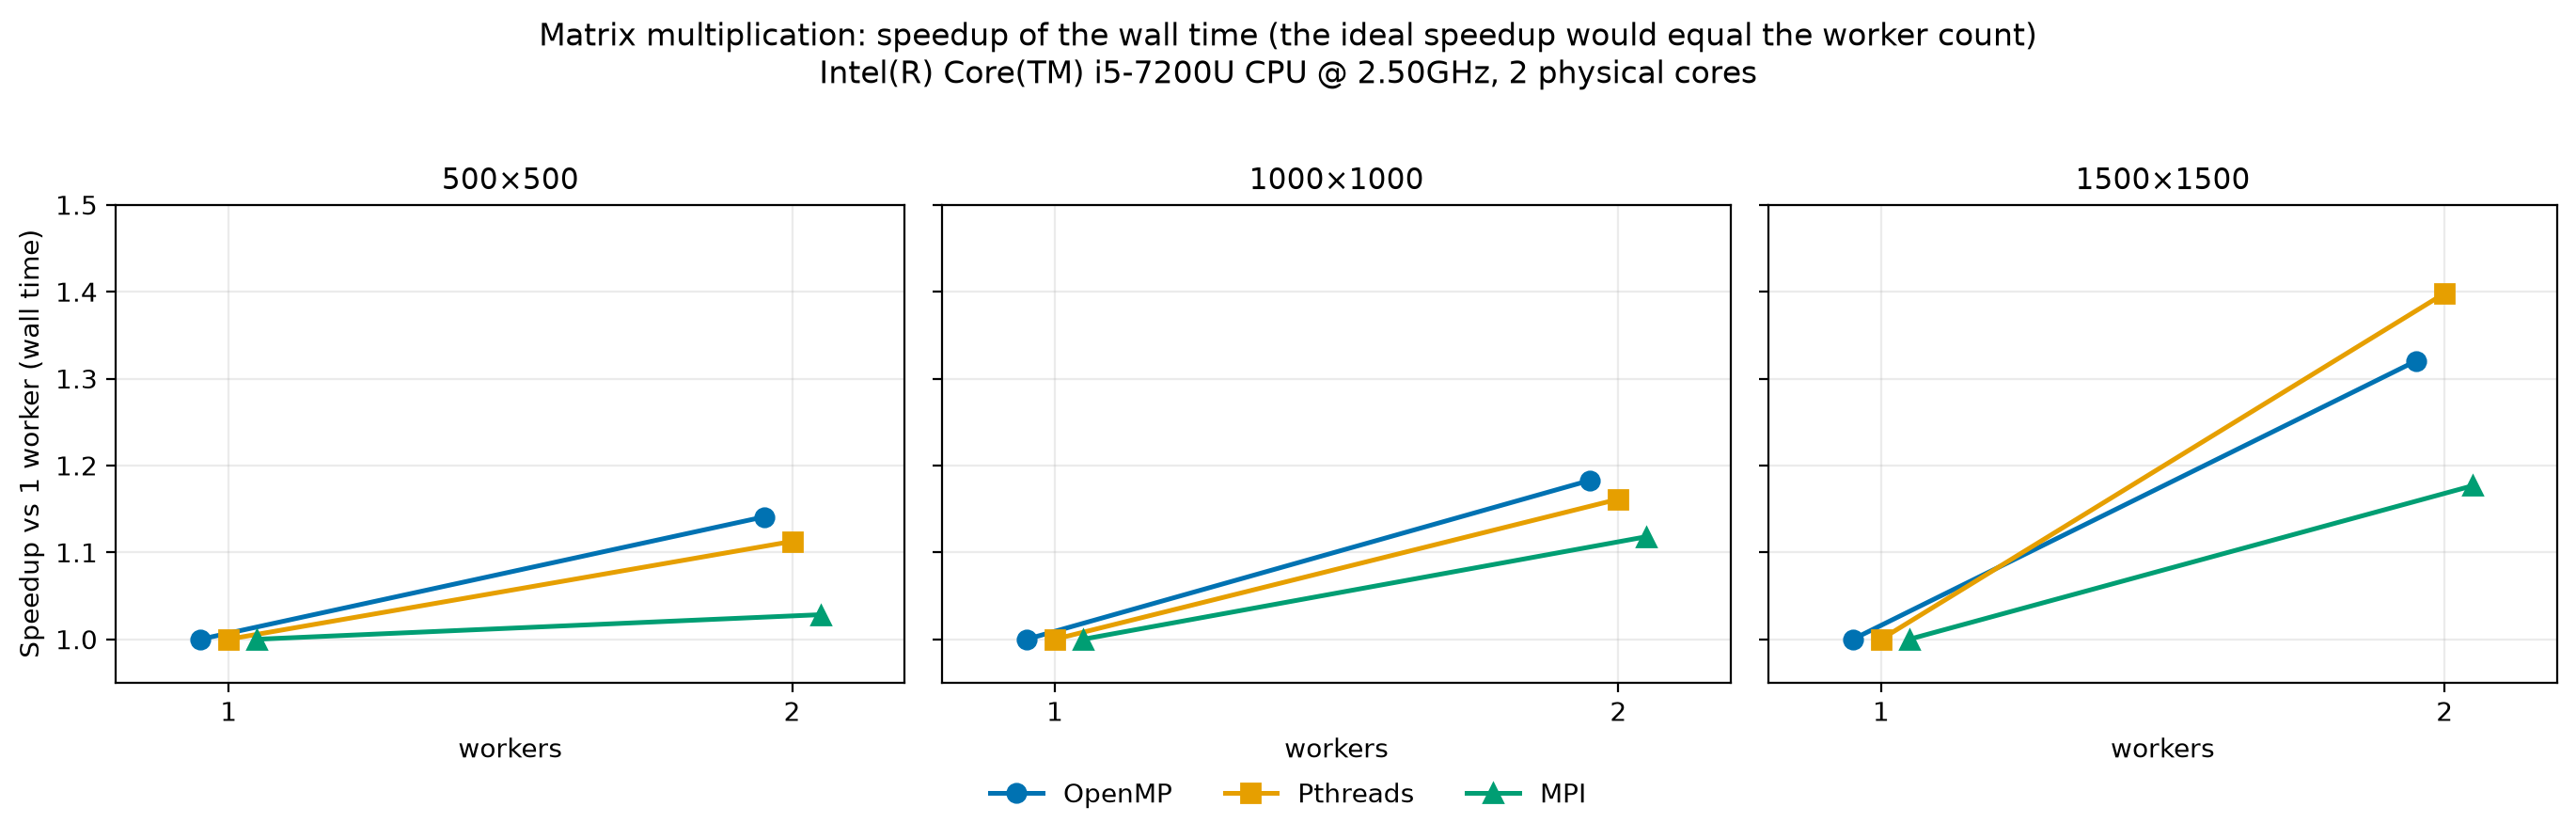 Matrix multiplication: speedup of the wall time (the ideal speedup would equal the worker count)
Intel(R) Core(TM) i5-7200U CPU @ 2.50GHz, 2 physical cores
500×500
1000×1000
1500×1500
Speedup vs 1 worker (wall time)
1.5
1.4
1.3
1.2
1.1
1.0
1
2
1
2
1
2
workers
workers
workers
OpenMP
Pthreads
MPI